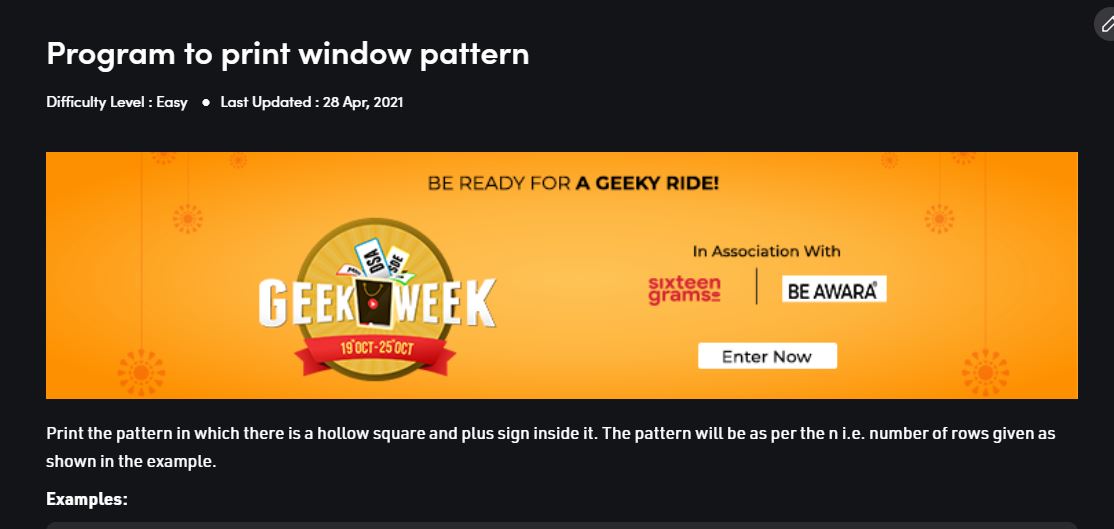 Program to print window pattern
Difficulty Level : Easy ● Last Updated : 28 Apr, 2021
BE READY FOR A GEEKY RIDE!
DSA
SDE
GEEK WEEK
19 OCT-25 OCT
In Association With
sixteen
grams
BE AWARA
Enter Now
Print the pattern in which there is a hollow square and plus sign inside it. The pattern will be as per the n i.e. number of rows given as
shown in the example.
Examples: